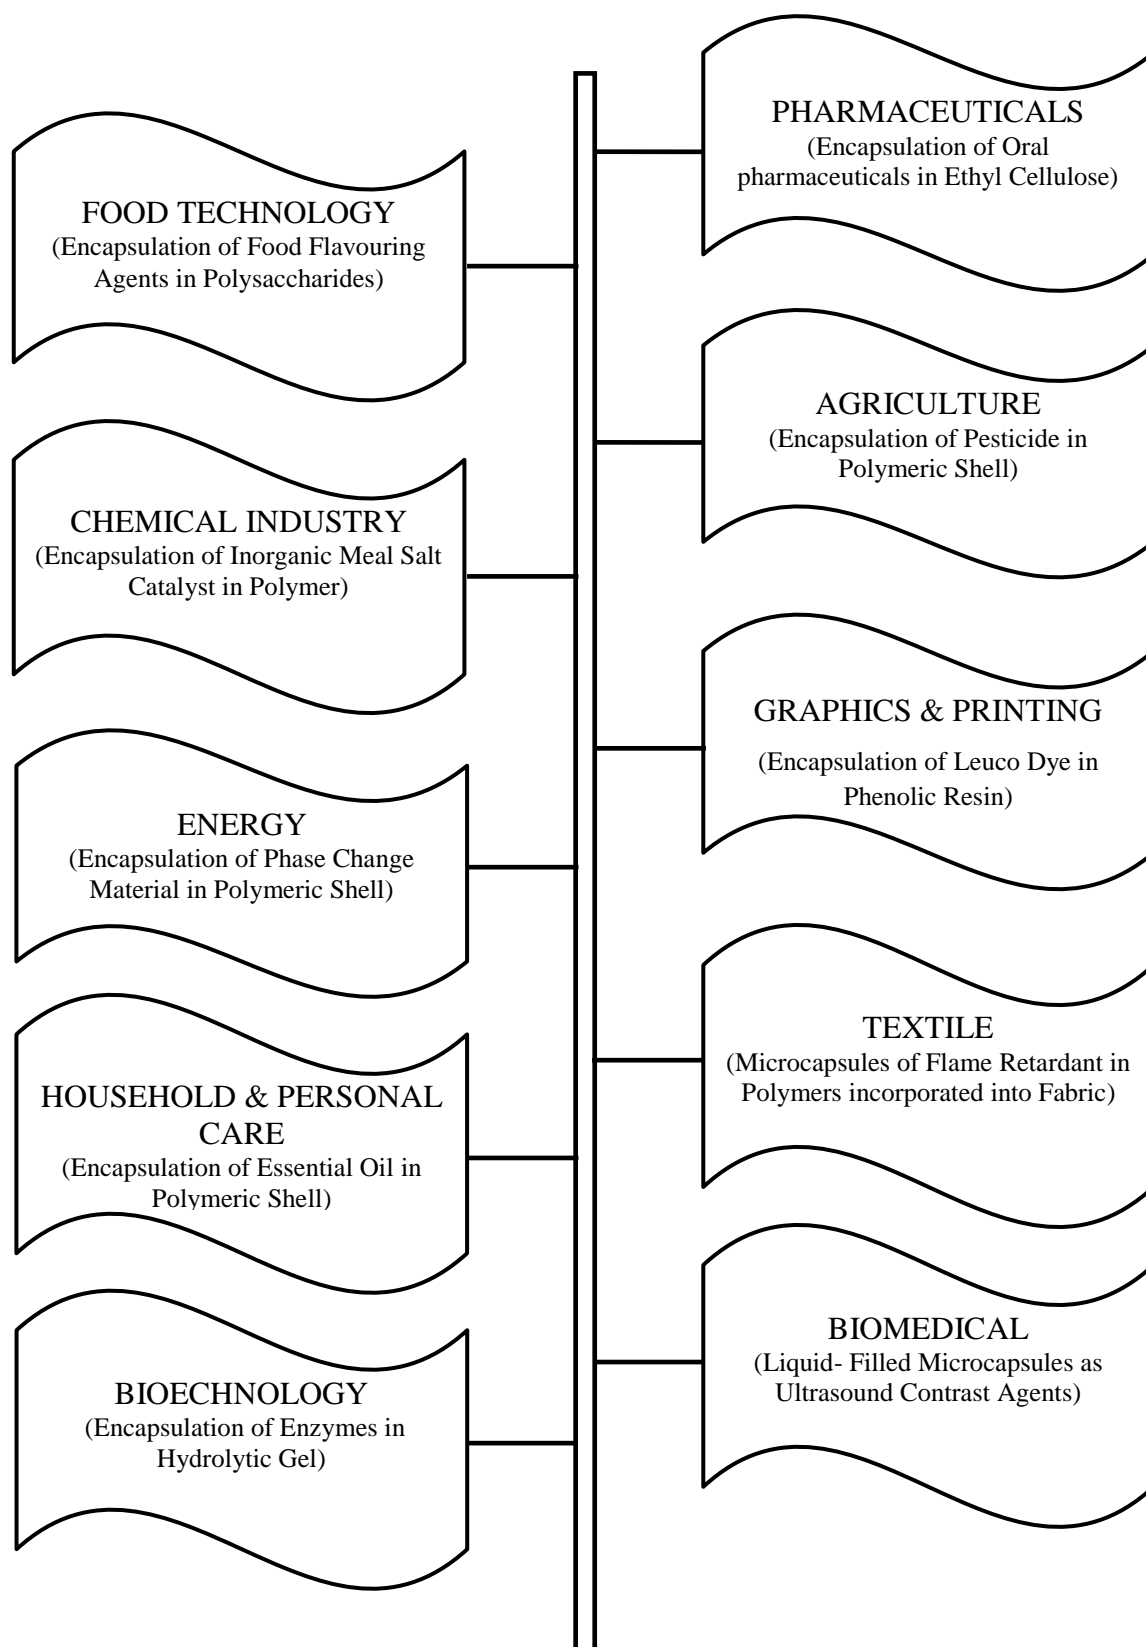 PHARMACEUTICALS
(Encapsulation of Oral
pharmaceuticals in Ethyl Cellulose)
FOOD TECHNOLOGY
(Encapsulation of Food Flavouring
Agents in Polysaccharides)
AGRICULTURE
(Encapsulation of Pesticide in
Polymeric Shell)
CHEMICAL INDUSTRY
(Encapsulation of Inorganic Meal Salt
Catalyst in Polymer)
GRAPHICS & PRINTING
(Encapsulation of Leuco Dye in
Phenolic Resin)
ENERGY
(Encapsulation of Phase Change
Material in Polymeric Shell)
TEXTILE
(Microcapsules of Flame Retardant in
Polymers incorporated into Fabric)
HOUSEHOLD & PERSONAL
CARE
(Encapsulation of Essential Oil in
Polymeric Shell)
BIOMEDICAL
(Liquid- Filled Microcapsules as
Ultrasound Contrast Agents)
BIOECHNOLOGY
(Encapsulation of Enzymes in
Hydrolytic Gel)